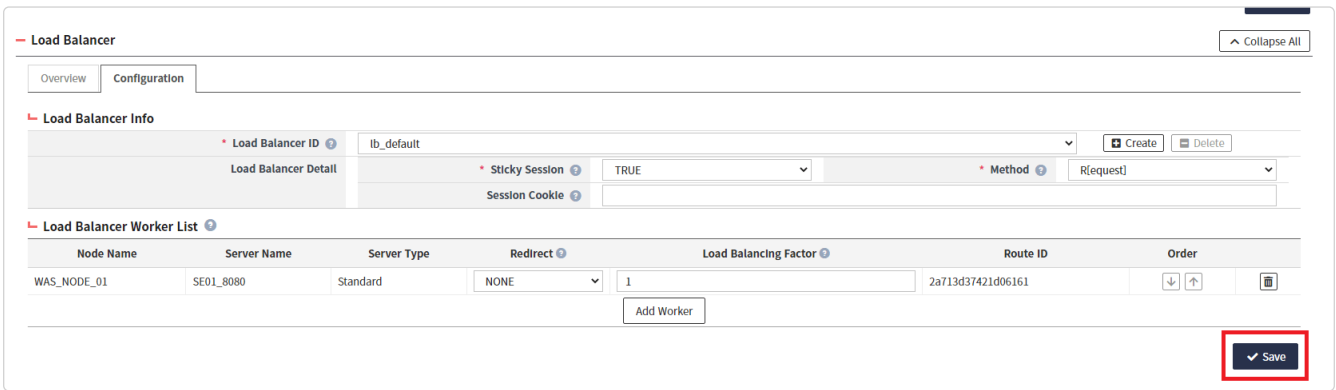 Load Balancer
Collapse All
Overview Configuration
Load Balancer Info
* Load Balancer ID ? lb_default Create Delete
Load Balancer Detail * Sticky Session ? TRUE * Method ? R[equest]
Session Cookie ?
Load Balancer Worker List ?
Node Name Server Name Server Type Redirect ? Load Balancing Factor ? Route ID Order
WAS_NODE_01 SE01_8080 Standard NONE 1 2a713d37421d06161
Add Worker
Save